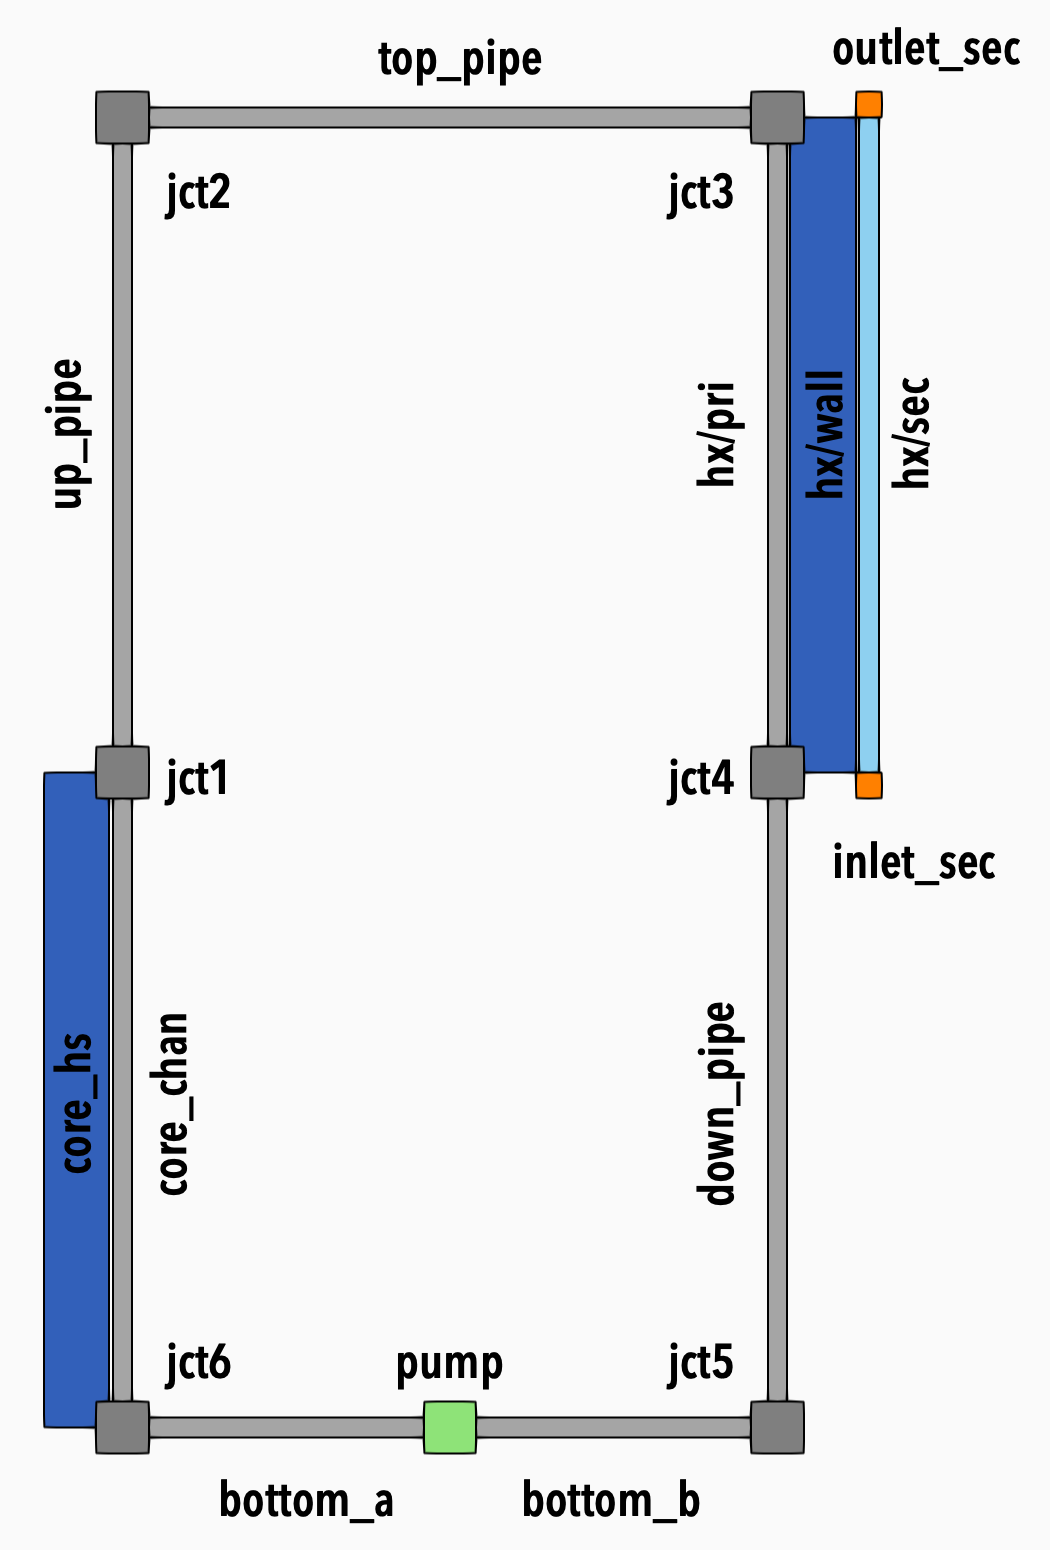 top_pipe
outlet_sec
jct2
jct3
up_pipe
hx/pri
hx/wall
hx/sec
jct1
jct4
inlet_sec
core_hs
core_chan
down_pipe
jct6
pump
jct5
bottom_a
bottom_b